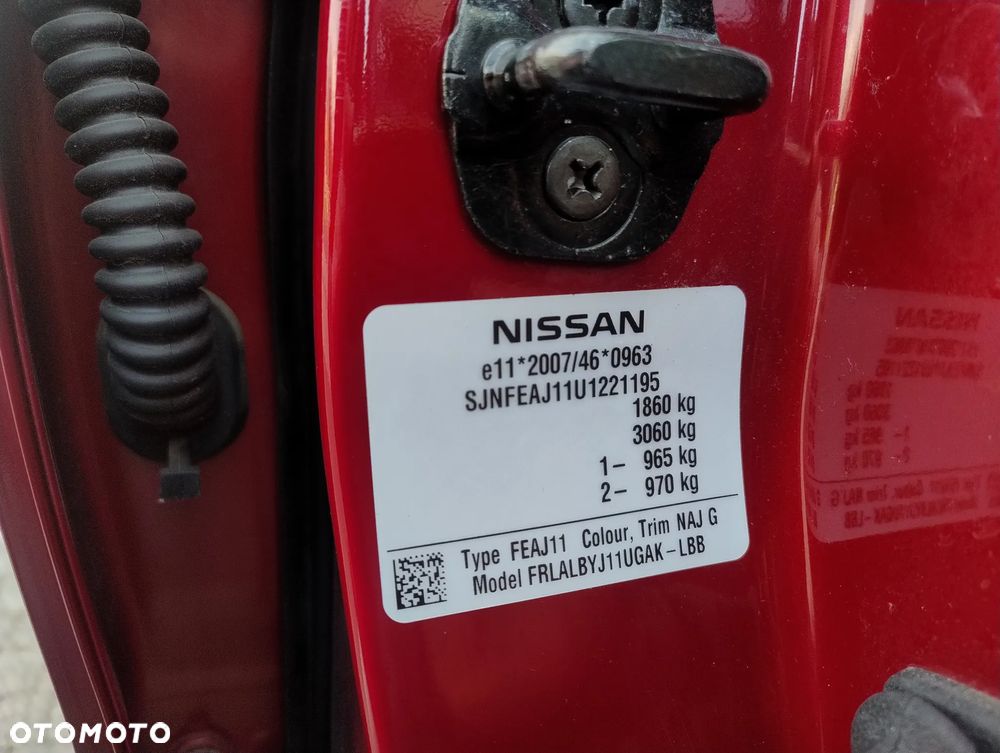 NISSAN
e11*2007/46*0963
SJNFEAJ11U1221195
1860 kg
3060 kg
1– 965 kg
2– 970 kg
Type FEAJ11 Colour, Trim NAJ G
Model FRLALBYJ11UGAK–LBB
OTOMOTO